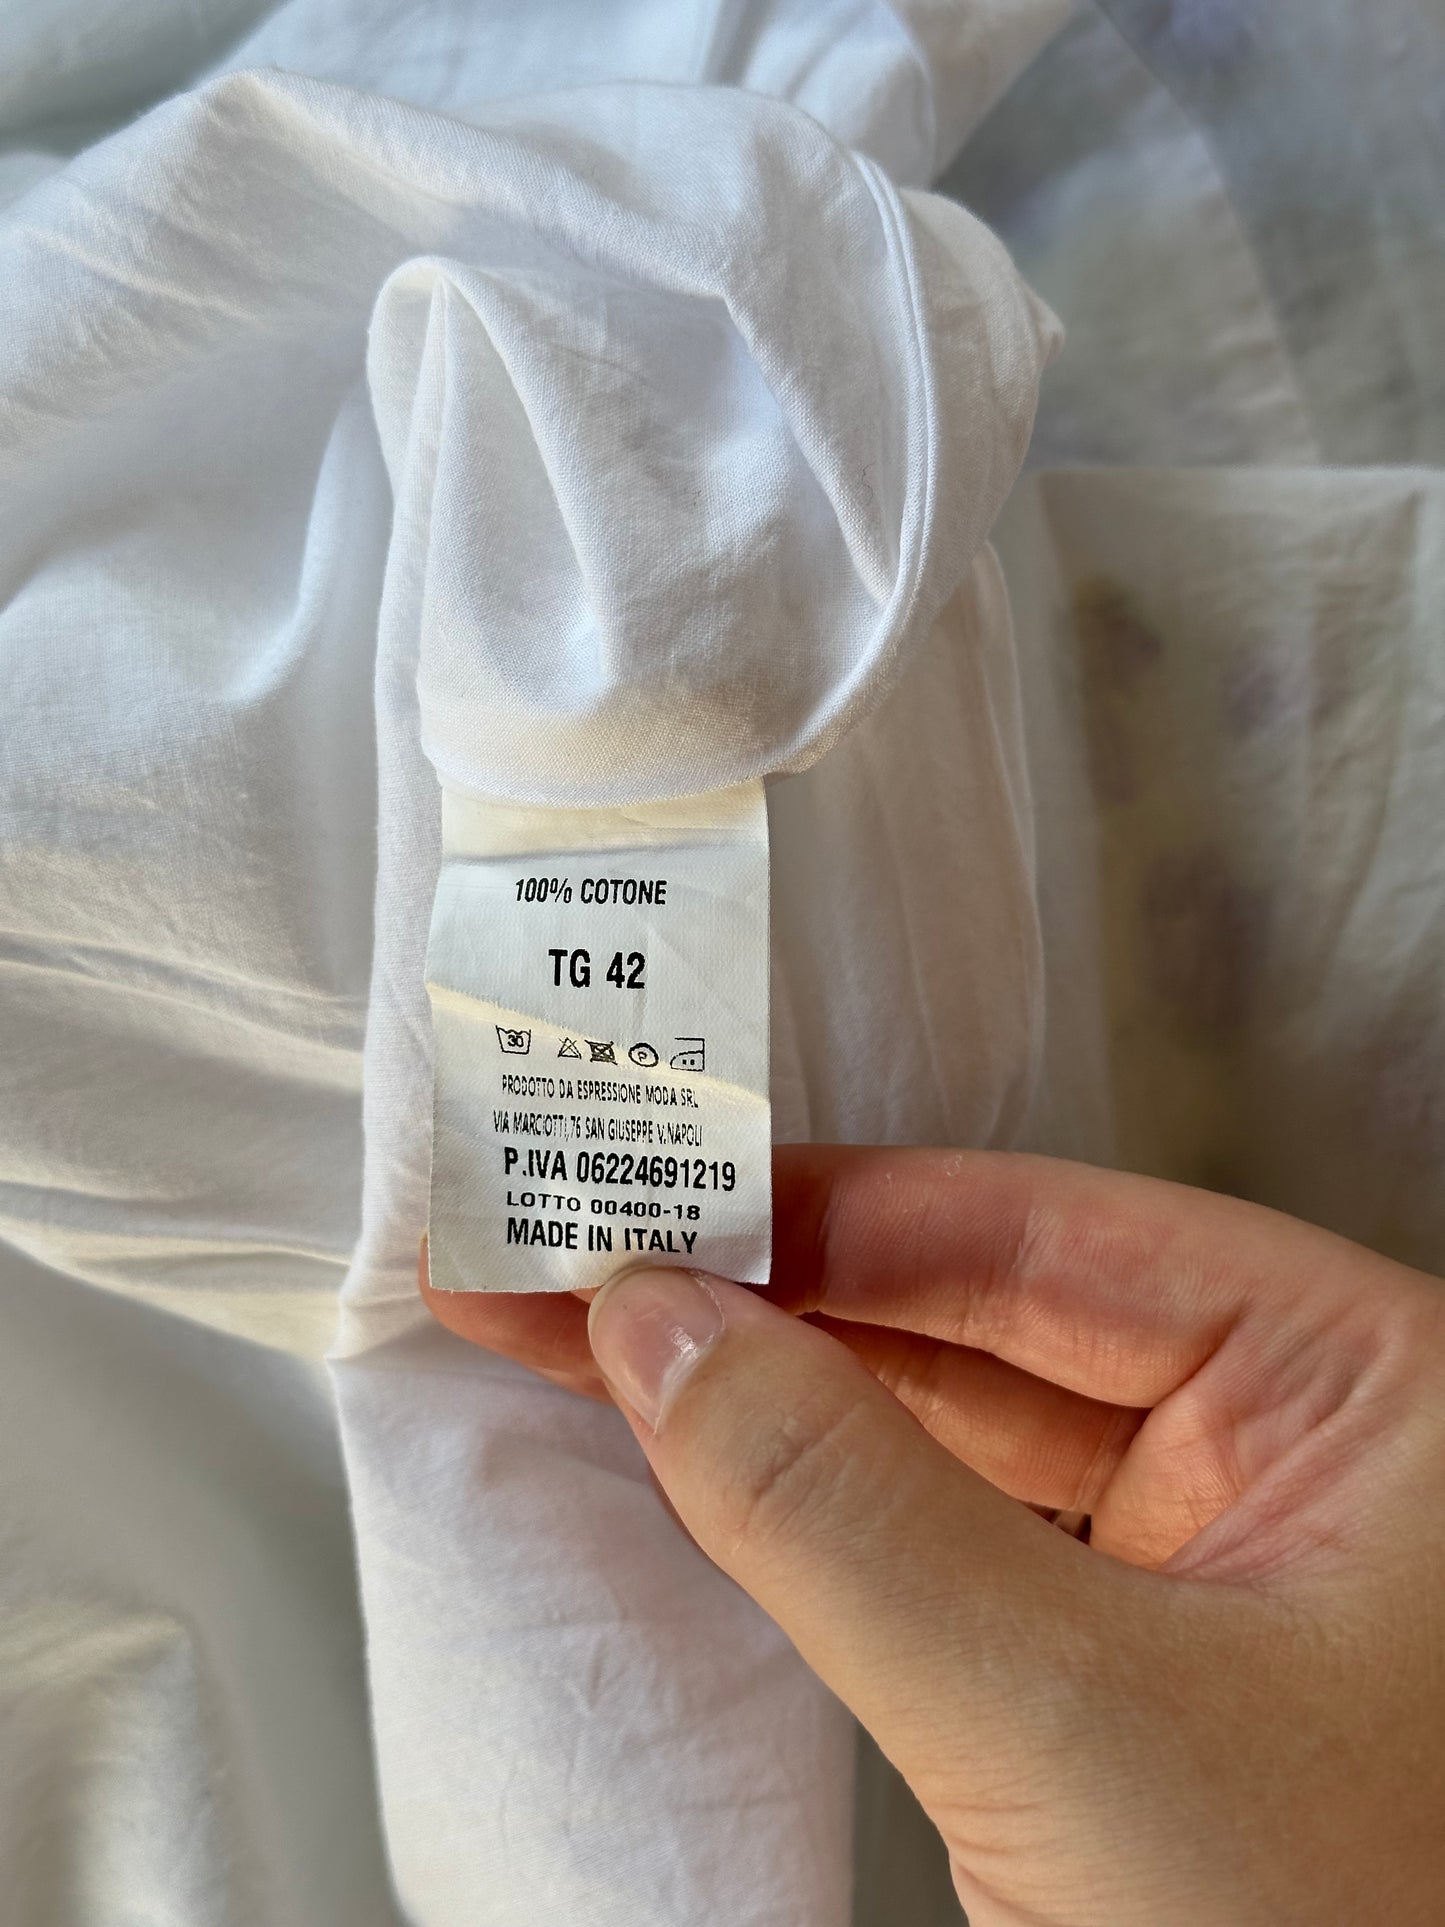 100% COTONE
TG 42
30 P
PRODOTTO DA ESPRESSIONE MODA SRL
VIA MARCIOTTI,76 SAN GIUSEPPE V.NAPOLI
P.IVA 06224691219
LOTTO 00400-18
MADE IN ITALY